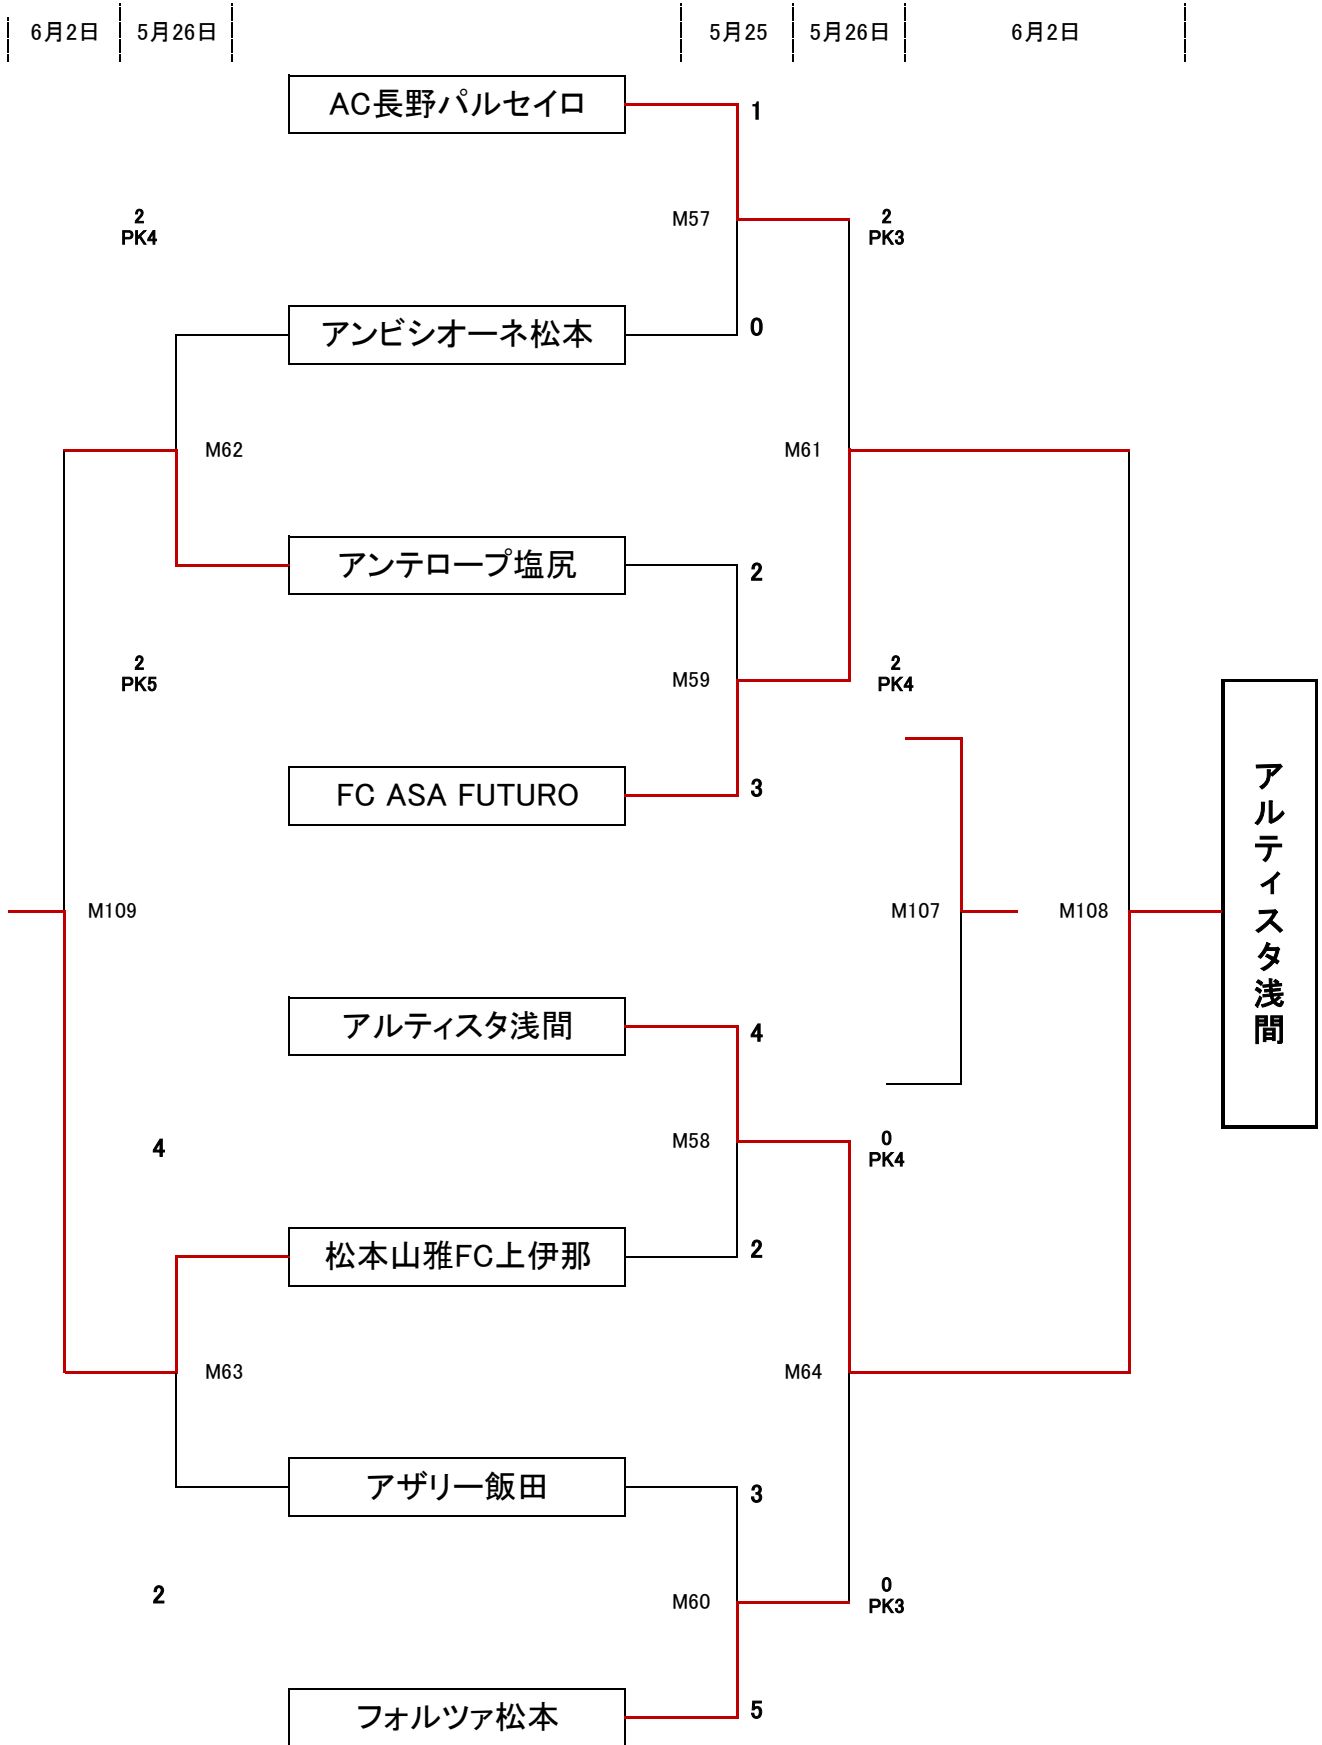 6月2日 5月26日 5月25 5月26日 6月2日
AC長野パルセイロ 1
2 M57 2
PK4 PK3
アンビシオーネ松本 0
M62 M61
アンテロープ塩尻 2
2 M59 2
PK5 PK4
FC ASA FUTURO 3
M109 M107 M108
アルティスタ浅間
アルティスタ浅間 4
4 M58 0
PK4
松本山雅FC上伊那 2
M63 M64
アザリー飯田 3
2 M60 0
PK3
フォルツァ松本 5